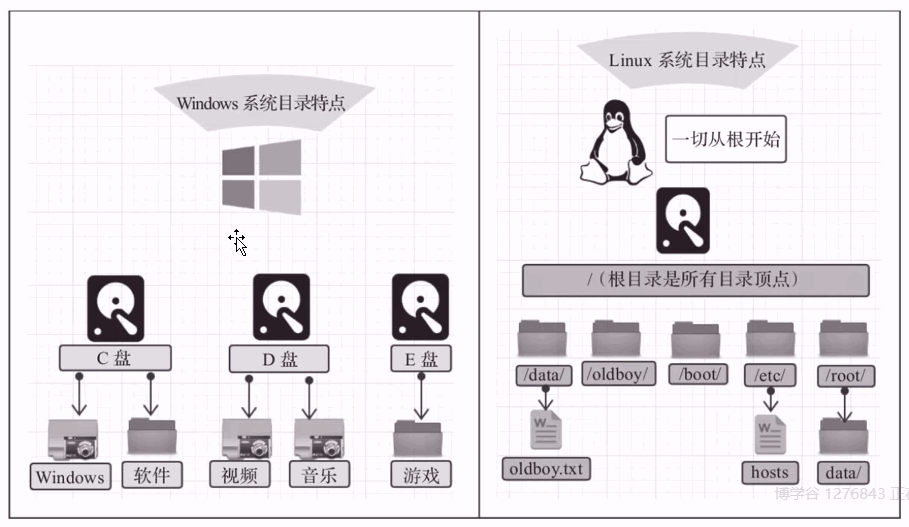 Windows 系统目录特点
C 盘
D 盘
E 盘
Windows
软件
视频
音乐
游戏
Linux 系统目录特点
一切从根开始
/（根目录是所有目录顶点）
/data/
/oldboy/
/boot/
/etc/
/root/
W
oldboy.txt
W
hosts
data/
博学谷 1276843 正在